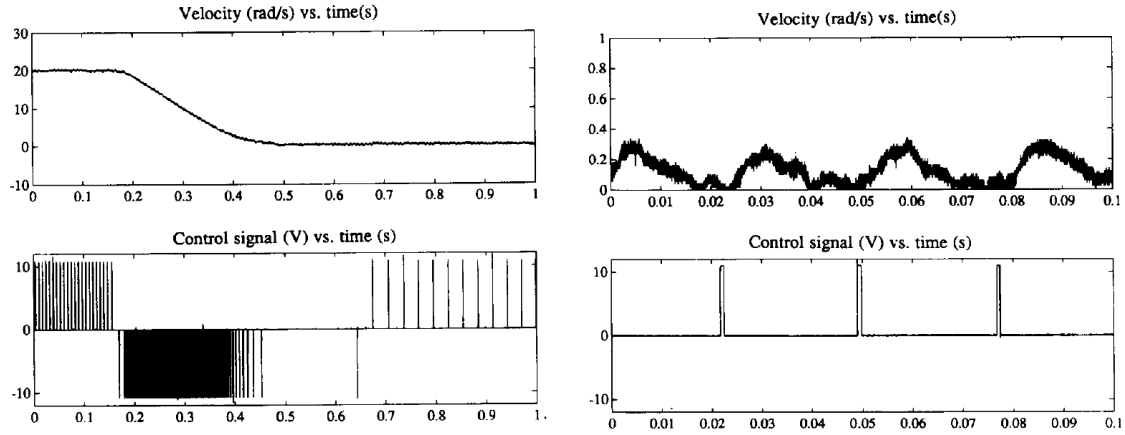 Velocity (rad/s) vs. time(s)
30
20
10
0
-10
0 0.1 0.2 0.3 0.4 0.5 0.6 0.7 0.8 0.9 1
Control signal (V) vs. time (s)
10
0
-10
0 0.1 0.2 0.3 0.4 0.5 0.6 0.7 0.8 0.9 1.
Velocity (rad/s) vs. time(s)
1
0.8
0.6
0.4
0.2
0
0 0.01 0.02 0.03 0.04 0.05 0.06 0.07 0.08 0.09 0.1
Control signal (V) vs. time (s)
10
0
-10
0 0.01 0.02 0.03 0.04 0.05 0.06 0.07 0.08 0.09 0.1